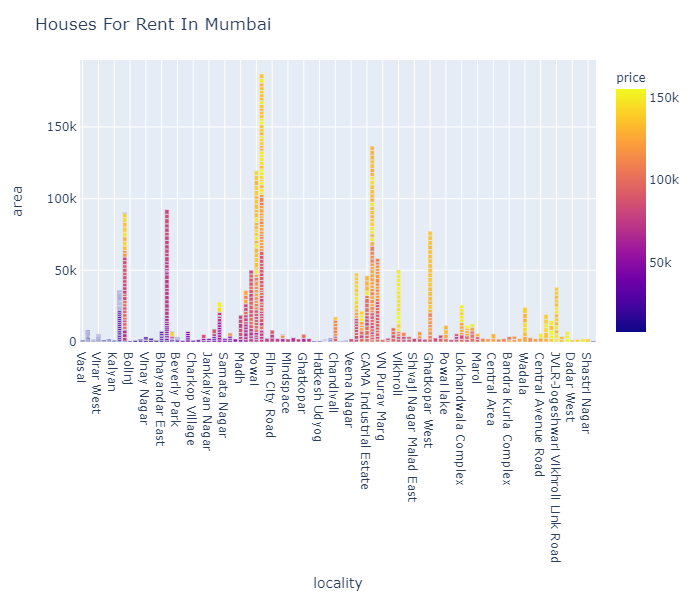 Houses For Rent In Mumbai
price
150k
100k
50k
area
150k
100k
50k
0
Vasai
Virar West
Kalyan
Bolinj
Vinay Nagar
Bhayandar East
Beverly Park
Charkop Village
Jankalyan Nagar
Samata Nagar
Madh
Powai
Film City Road
Mindspace
Ghatkopar
Hatkesh Udyog
Chandivali
Veena Nagar
CAMA Industrial Estate
VN Purav Marg
Vikhroli
Shivaji Nagar Malad East
Ghatkopar West
Powai lake
Lokhandwala Complex
Marol
Central Area
Bandra Kurla Complex
Wadala
Central Avenue Road
JVLR-Jogeshwari Vikhroli Link Road
Dadar West
Shastri Nagar
locality